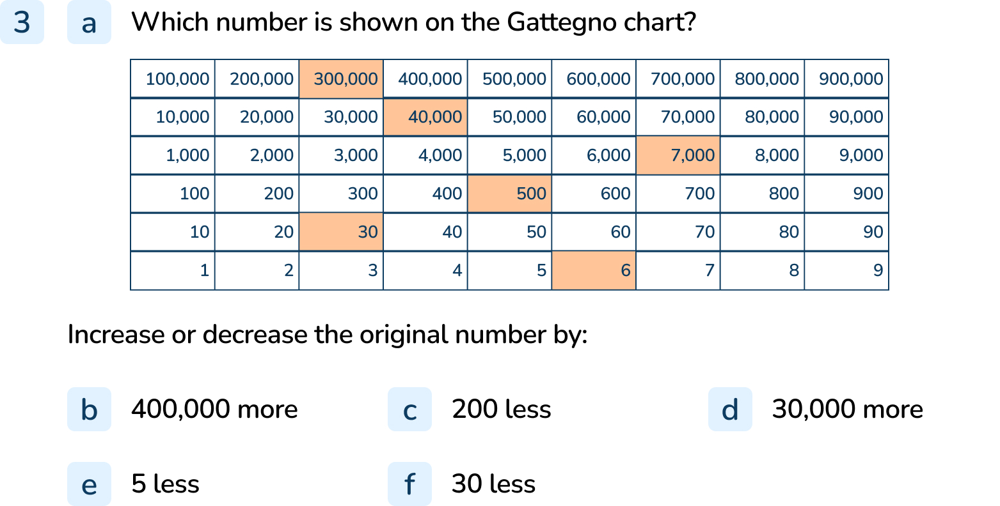 3 a Which number is shown on the Gattegno chart?
100,000 200,000 300,000 400,000 500,000 600,000 700,000 800,000 900,000
10,000 20,000 30,000 40,000 50,000 60,000 70,000 80,000 90,000
1,000 2,000 3,000 4,000 5,000 6,000 7,000 8,000 9,000
100 200 300 400 500 600 700 800 900
10 20 30 40 50 60 70 80 90
1 2 3 4 5 6 7 8 9
Increase or decrease the original number by:
b 400,000 more c 200 less d 30,000 more
e 5 less f 30 less